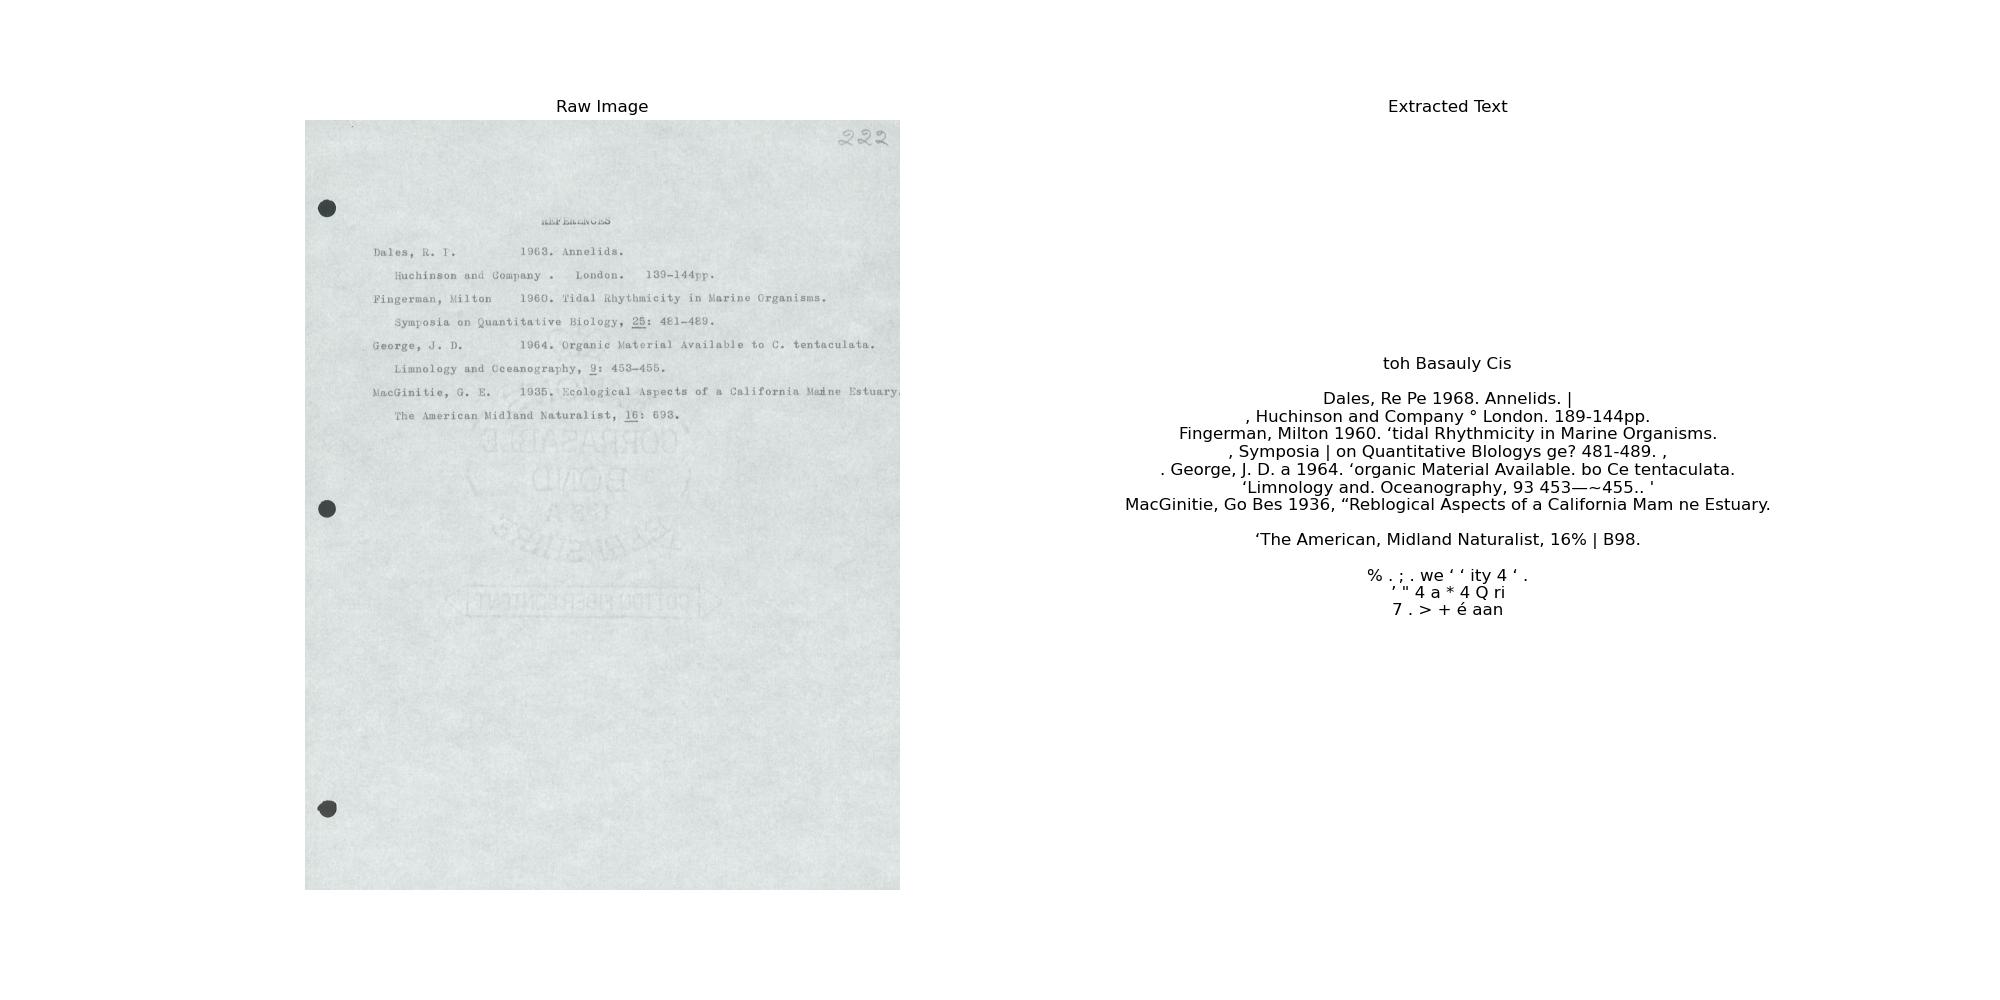 Raw Image
222
REFERENCES
Dales, R. P. 1963. Annelids.
Huchinson and Company . London. 139-144pp.
Fingerman, Milton 1960. Tidal Rhythmicity in Marine Organisms.
Symposia on Quantitative Biology, 25: 481-489.
George, J. D. 1964. Organic Material Available to C. tentaculata.
Limnology and Oceanography, 9: 453-455.
MacGinitie, G. E. 1935. Ecological Aspects of a California Maine Estuary.
The American Midland Naturalist, 16: 693.
CORRASABLE
BOND
COTTON FIBER CONTENT
Extracted Text
toh Basauly Cis
Dales, Re Pe 1968. Annelids. |
, Huchinson and Company ° London. 189-144pp.
Fingerman, Milton 1960. ‘tidal Rhythmicity in Marine Organisms.
, Symposia | on Quantitative BIologys ge? 481-489. ,
. George, J. D. a 1964. ‘organic Material Available. bo Ce tentaculata.
‘Limnology and. Oceanography, 93 453—~455.. '
MacGinitie, Go Bes 1936, “Reblogical Aspects of a California Mam ne Estuary.
‘The American, Midland Naturalist, 16% | B98.
% . ; . we ‘ ‘ ity 4 ‘ .
’ " 4 a * 4 Q ri
7 . > + é aan